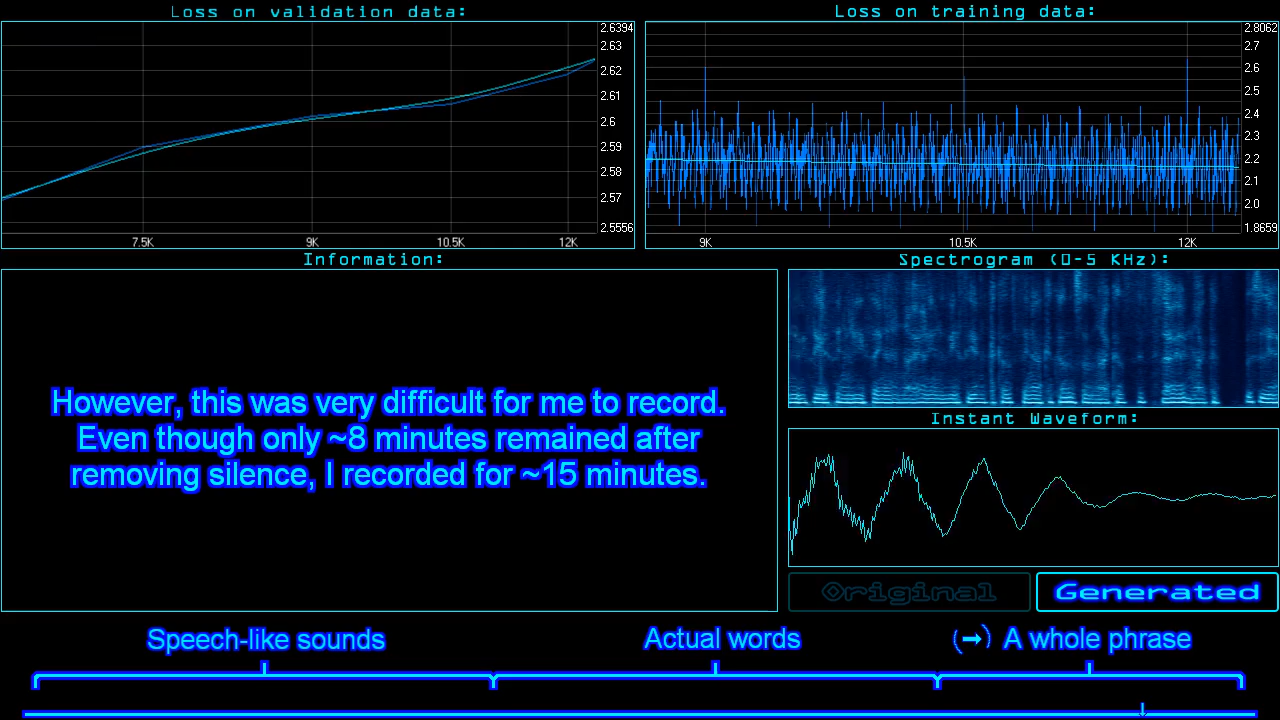 Loss on validation data:
Loss on training data:
2.6394
2.63
2.62
2.61
2.6
2.59
2.58
2.57
2.5556
7.5K
9K
10.5K
12K
2.8062
2.7
2.6
2.5
2.4
2.3
2.2
2.1
2.0
1.8659
9K
10.5K
12K
Information:
However, this was very difficult for me to record.
Even though only ~8 minutes remained after
removing silence, I recorded for ~15 minutes.
Spectrogram (0-5 KHz):
Instant Waveform:
Original
Generated
Speech-like sounds
Actual words
(→) A whole phrase